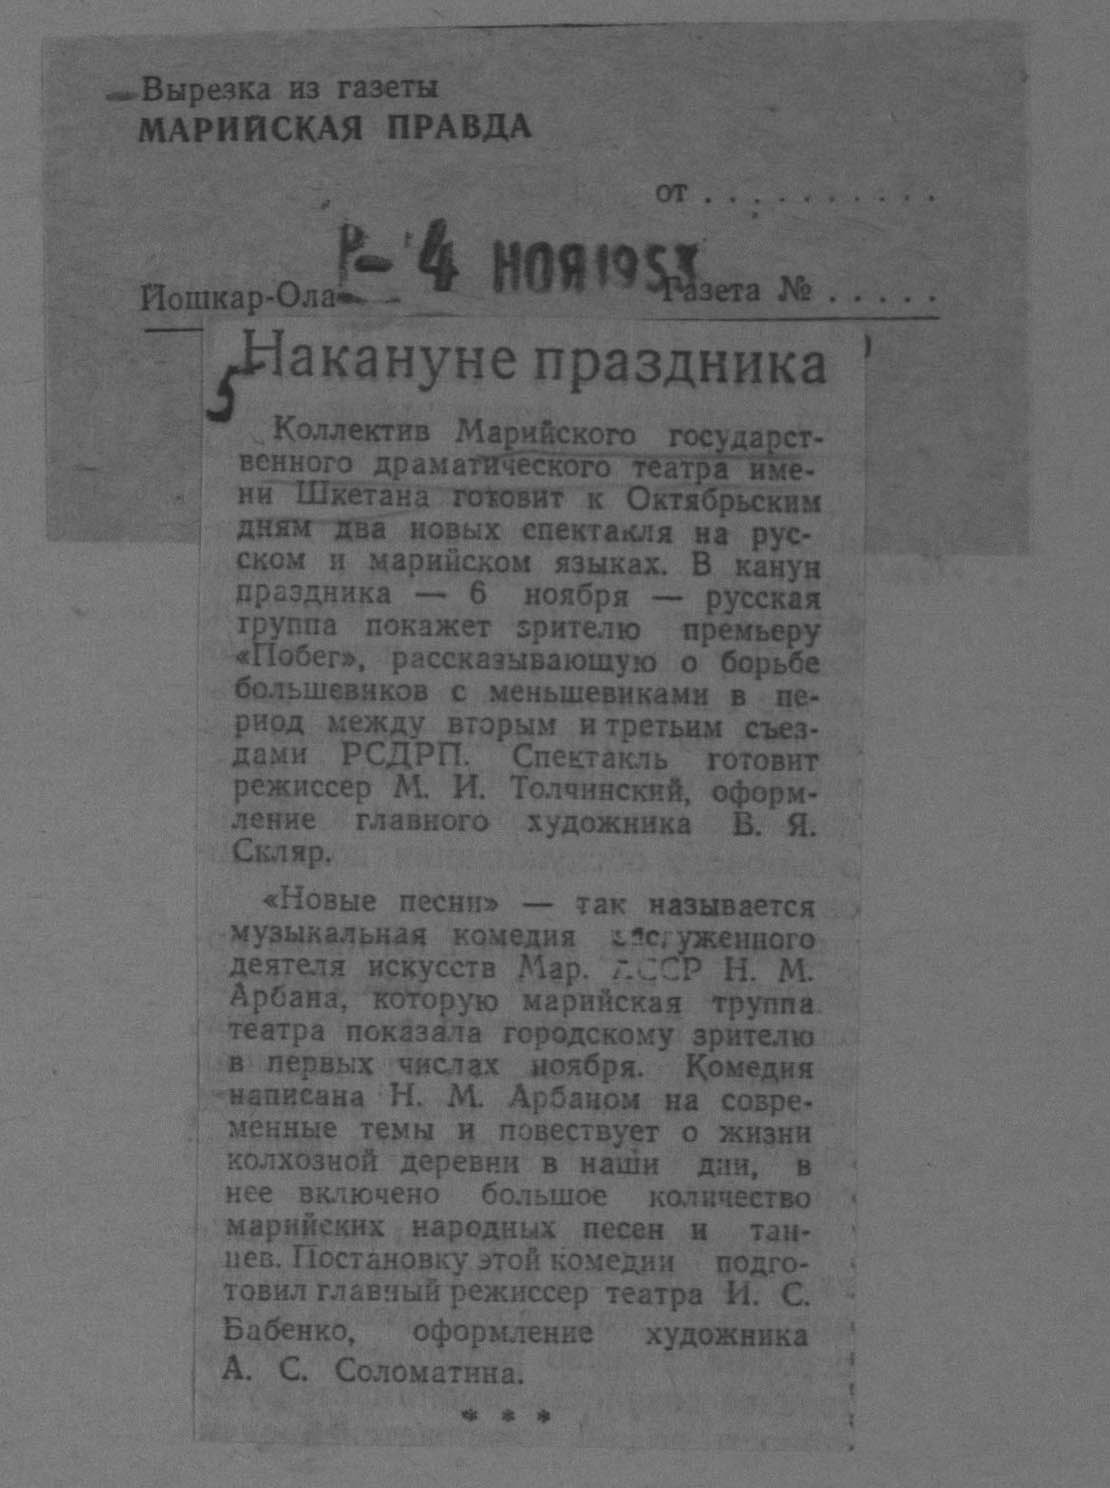 Вырезка из газеты
МАРИЙСКАЯ ПРАВДА
от . . . . . . . . . .
- 4 НОЯ 195
Йошкар-Ола
Газета № . . . . .
5
Накануне праздника
Коллектив Марийского государст-
венного драматического театра име-
ни Шкетана готовит к Октябрьским
дням два новых спектакля на рус-
ском и марийском языках. В канун
праздника — 6 ноября — русская
труппа покажет зрителю премьеру
«Побег», рассказывающую о борьбе
большевиков с меньшевиками в пе-
риод между вторым и третьим съез-
дами РСДРП. Спектакль готовит
режиссер М. И. Толчинский, оформ-
ление главного художника В. Я.
Скляр.
«Новые песни» — так называется
музыкальная комедия заслуженного
деятеля искусств Мар. АССР Н. М.
Арбана, которую марийская труппа
театра показала городскому зрителю
в первых числах ноября. Комедия
написана Н. М. Арбаном на совре-
менные темы и повествует о жизни
колхозной деревни в наши дни, в
нее включено большое количество
марийских народных песен и тан-
цев. Постановку этой комедии подго-
товил главный режиссер театра И. С.
Бабенко, оформление художника
А. С. Соломатина.
* * *